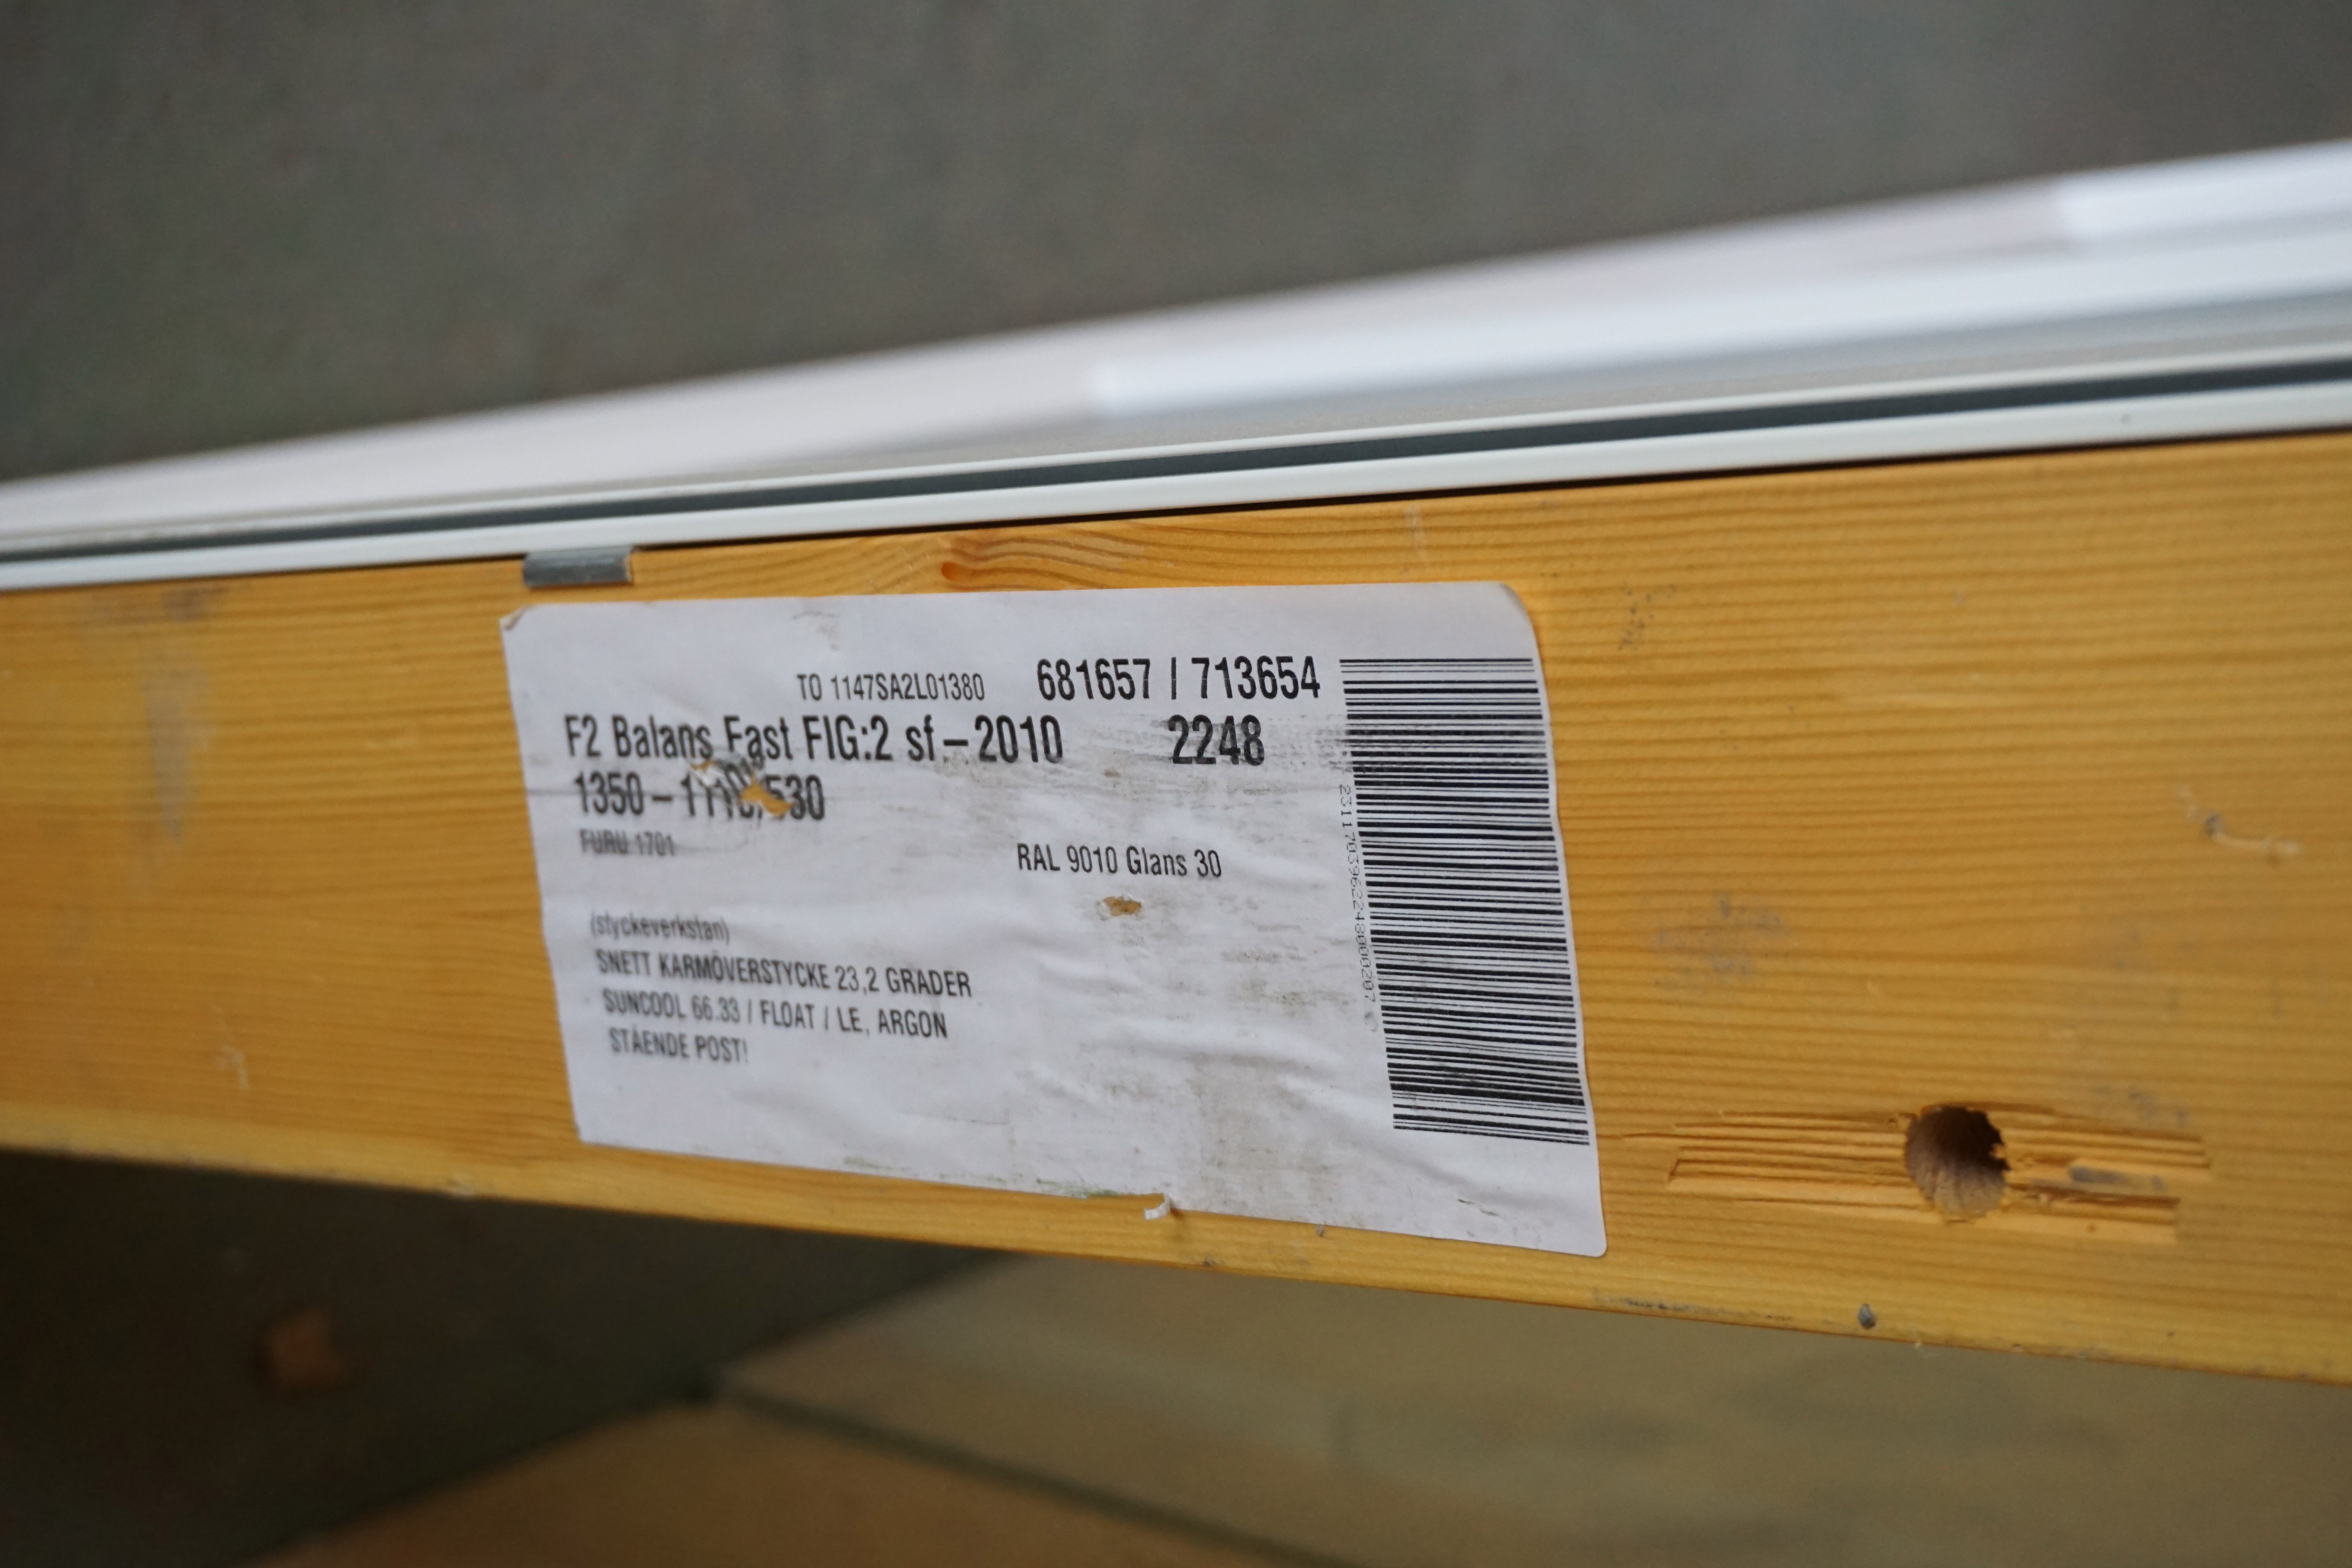 TO 1147SA2L01380 681657 / 713654
F2 Balans Fast FIG:2 sf-2010 2248
1350-
FURU 1701
RAL 9010 Glans 30
(styckeverkstan)
SNETT KARMÖVERSTYCKE 23,2 GRADER
SUNCOOL 66.33 / FLOAT / LE, ARGON
STÅENDE POST!